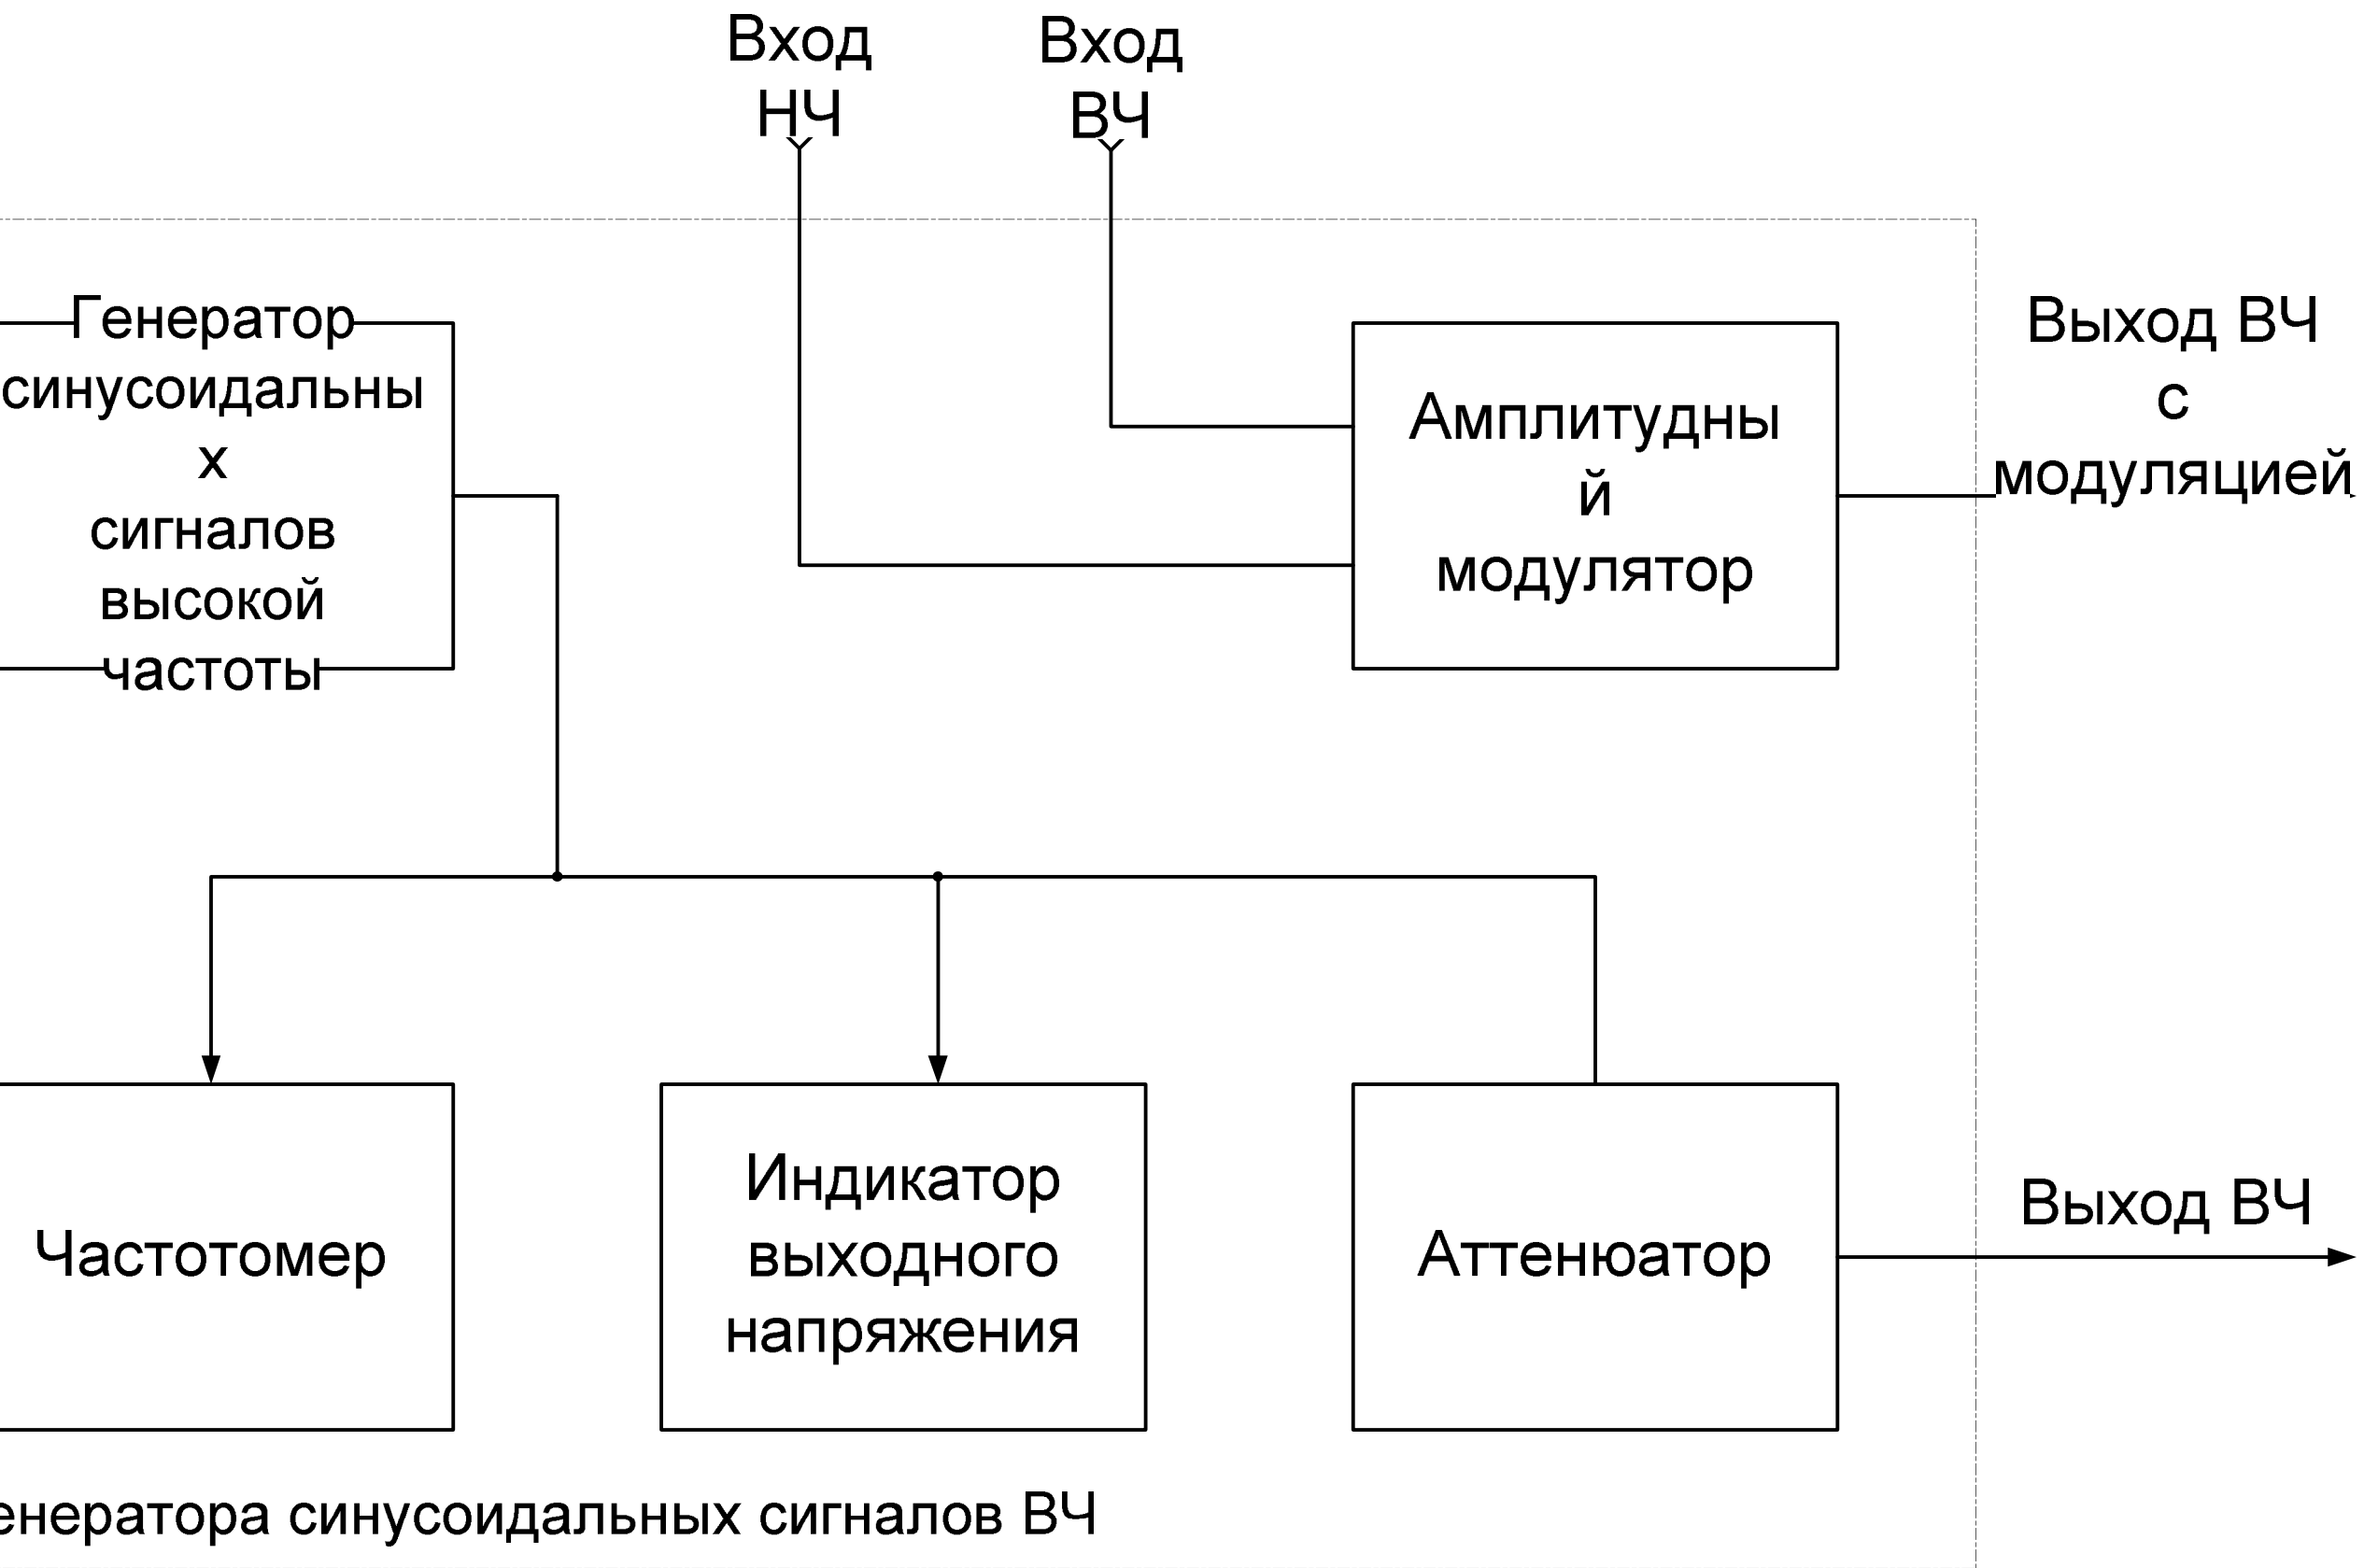 Вход
НЧ
Вход
ВЧ
Генератор
синусоидальны
х
сигналов
высокой
частоты
Амплитудны
й
модулятор
Выход ВЧ
с
модуляцией
Частотомер
Индикатор
выходного
напряжения
Аттенюатор
Выход ВЧ
енератора синусоидальных сигналов ВЧ